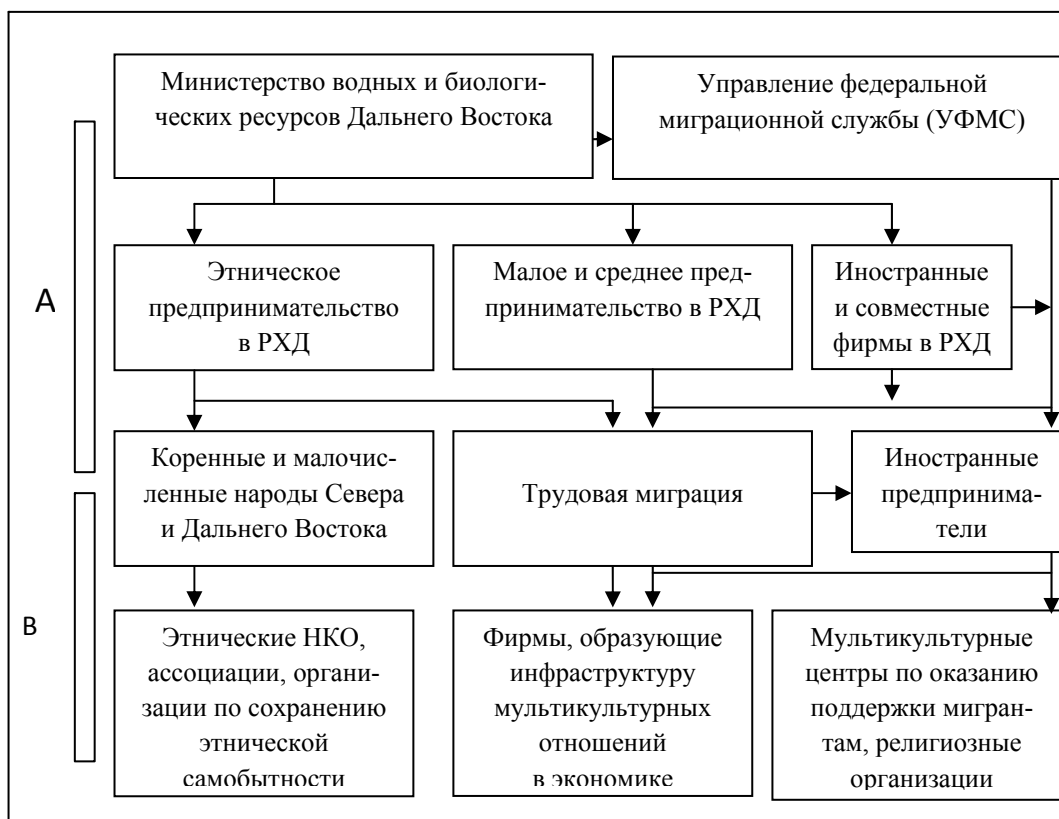 Министерство водных и биологи-
ческих ресурсов Дальнего Востока
Управление федеральной
миграционной службы (УФМС)
A
Этническое
предпринимательство
в РХД
Малое и среднее пред-
принимательство в РХД
Иностранные
и совместные
фирмы в РХД
Коренные и малочис-
ленные народы Севера
и Дальнего Востока
Трудовая миграция
Иностранные
предпринима-
тели
B
Этнические НКО,
ассоциации, органи-
зации по сохранению
этнической
самобытности
Фирмы, образующие
инфраструктуру
мультикультурных
отношений
в экономике
Мультикультурные
центры по оказанию
поддержки мигран-
там, религиозные
организации